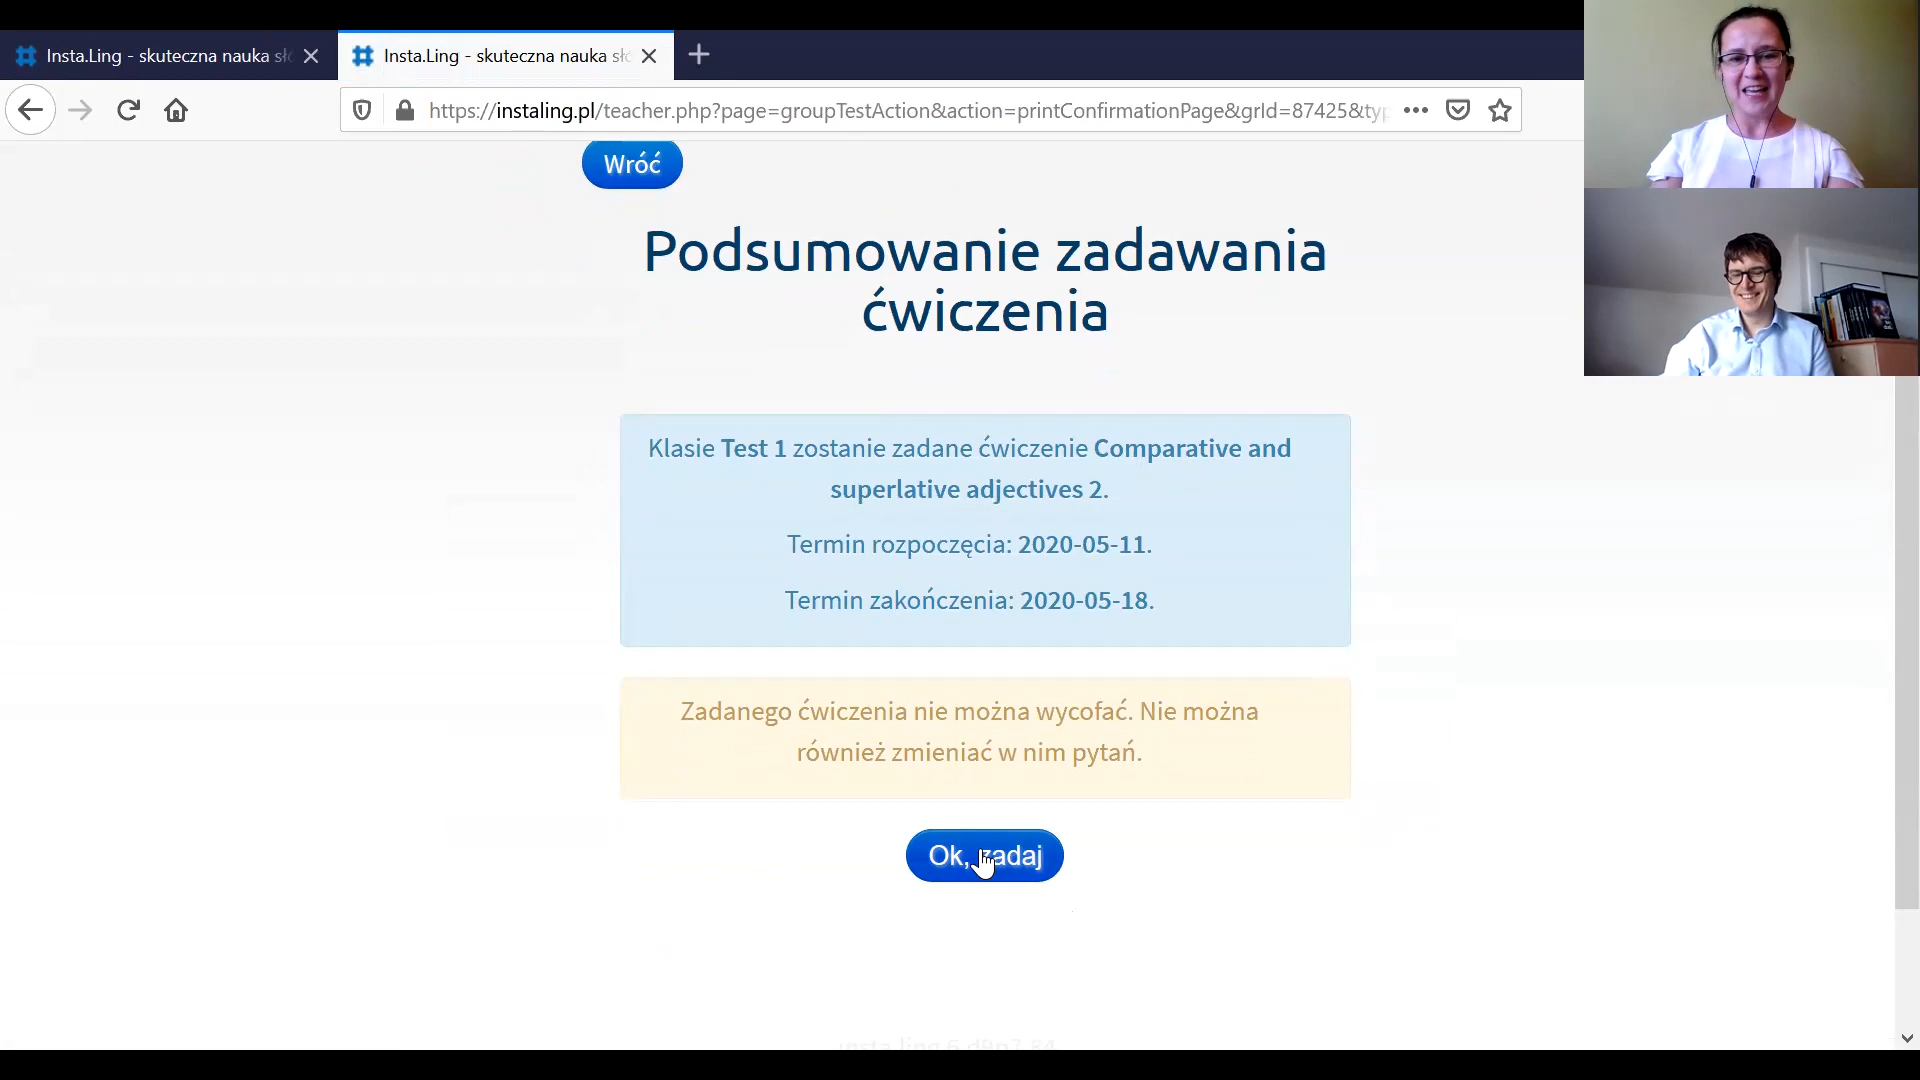 Insta.Ling - skuteczna nauka słó
Insta.Ling - skuteczna nauka słó
https://instaling.pl/teacher.php?page=groupTestAction&action=printConfirmationPage&grId=87425&typ
Wróć
Podsumowanie zadawania
ćwiczenia
Klasie Test 1 zostanie zadane ćwiczenie Comparative and
superlative adjectives 2.
Termin rozpoczęcia: 2020-05-11.
Termin zakończenia: 2020-05-18.
Zadanego ćwiczenia nie można wycofać. Nie można
również zmieniać w nim pytań.
Ok, zadaj